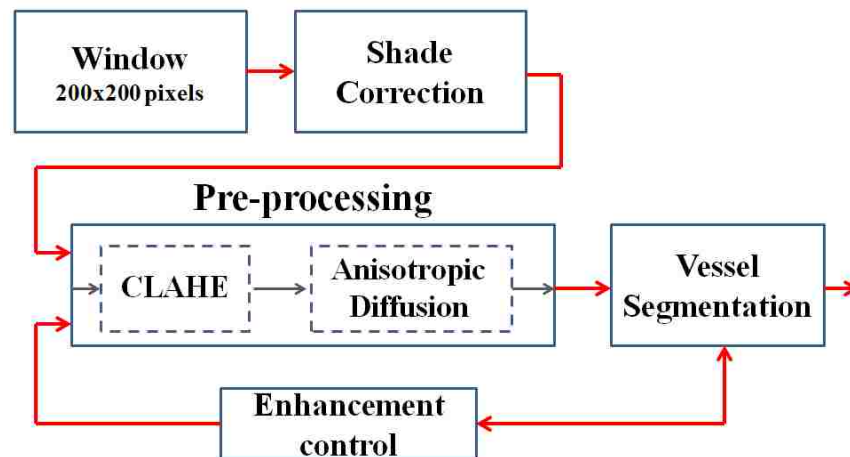 Window
200x200 pixels
Shade
Correction
Pre-processing
CLAHE
Anisotropic
Diffusion
Vessel
Segmentation
Enhancement
control